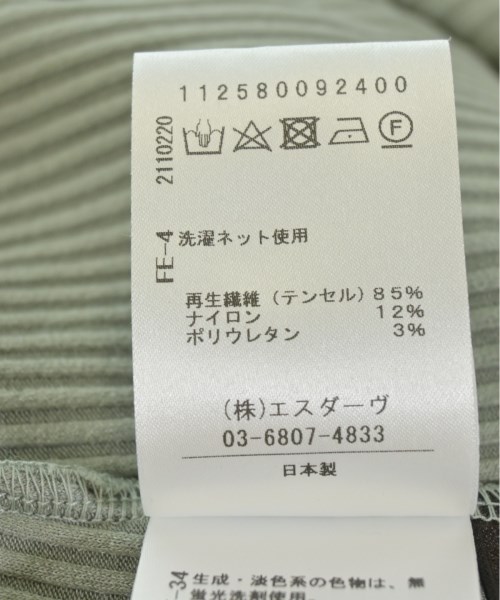 112580092400
2110220
F
FE-4
洗濯ネット使用
再生繊維（テンセル）85%
ナイロン 12%
ポリウレタン 3%
(株)エスダーヴ
03-6807-4833
日本製
-34
生成・淡色系の色物は、無
蛍光洗剤使用。